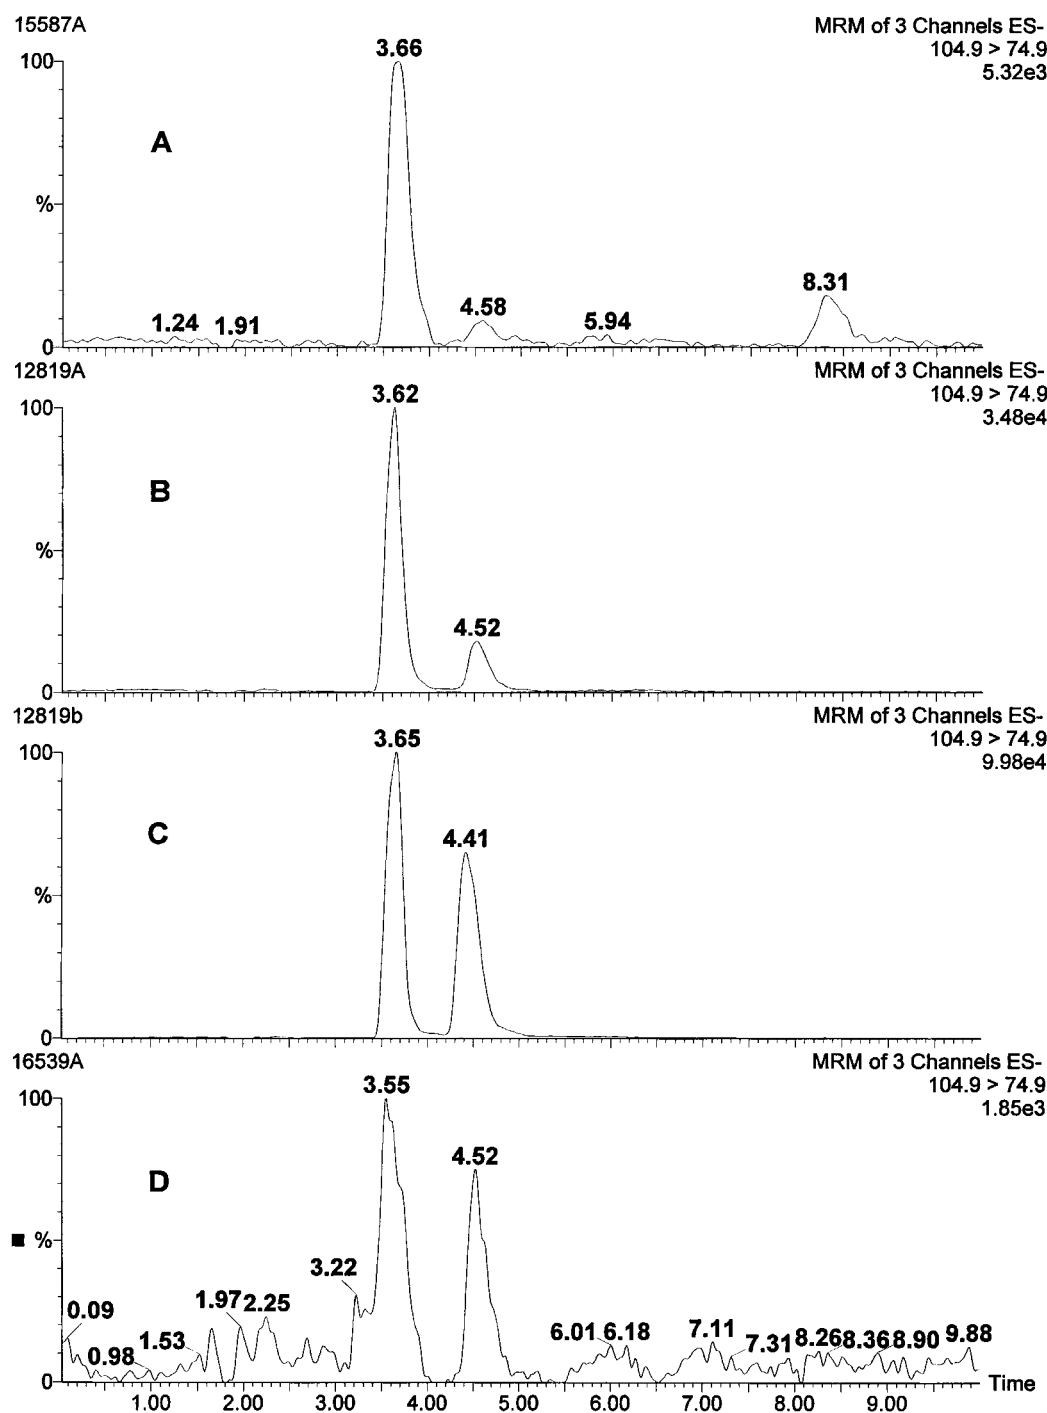 15587A
MRM of 3 Channels ES-
104.9 > 74.9
5.32e3
100
%
0
A
3.66
1.24
1.91
4.58
5.94
8.31
12819A
MRM of 3 Channels ES-
104.9 > 74.9
3.48e4
100
%
0
B
3.62
4.52
12819b
MRM of 3 Channels ES-
104.9 > 74.9
9.98e4
100
%
0
C
3.65
4.41
16539A
MRM of 3 Channels ES-
104.9 > 74.9
1.85e3
100
%
0
D
0.09
0.98
1.53
1.97
2.25
3.22
3.55
4.52
6.01
6.18
7.11
7.31
8.26
8.36
8.90
9.88
Time
1.00 2.00 3.00 4.00 5.00 6.00 7.00 8.00 9.00